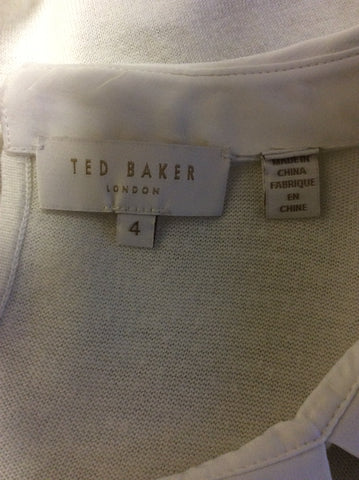 TED BAKER
LONDON
4
MADE IN
CHINA
FABRIQUE
EN
CHINE